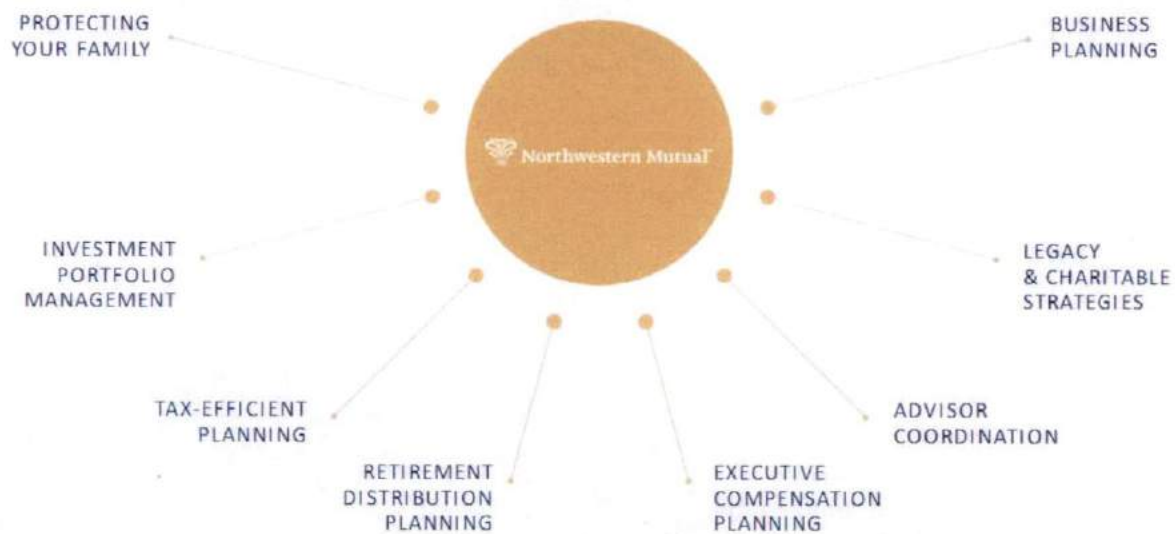 PROTECTING
YOUR FAMILY
BUSINESS
PLANNING
Northwestern Mutual™
INVESTMENT
PORTFOLIO
MANAGEMENT
LEGACY
& CHARITABLE
STRATEGIES
TAX-EFFICIENT
PLANNING
ADVISOR
COORDINATION
RETIREMENT
DISTRIBUTION
PLANNING
EXECUTIVE
COMPENSATION
PLANNING